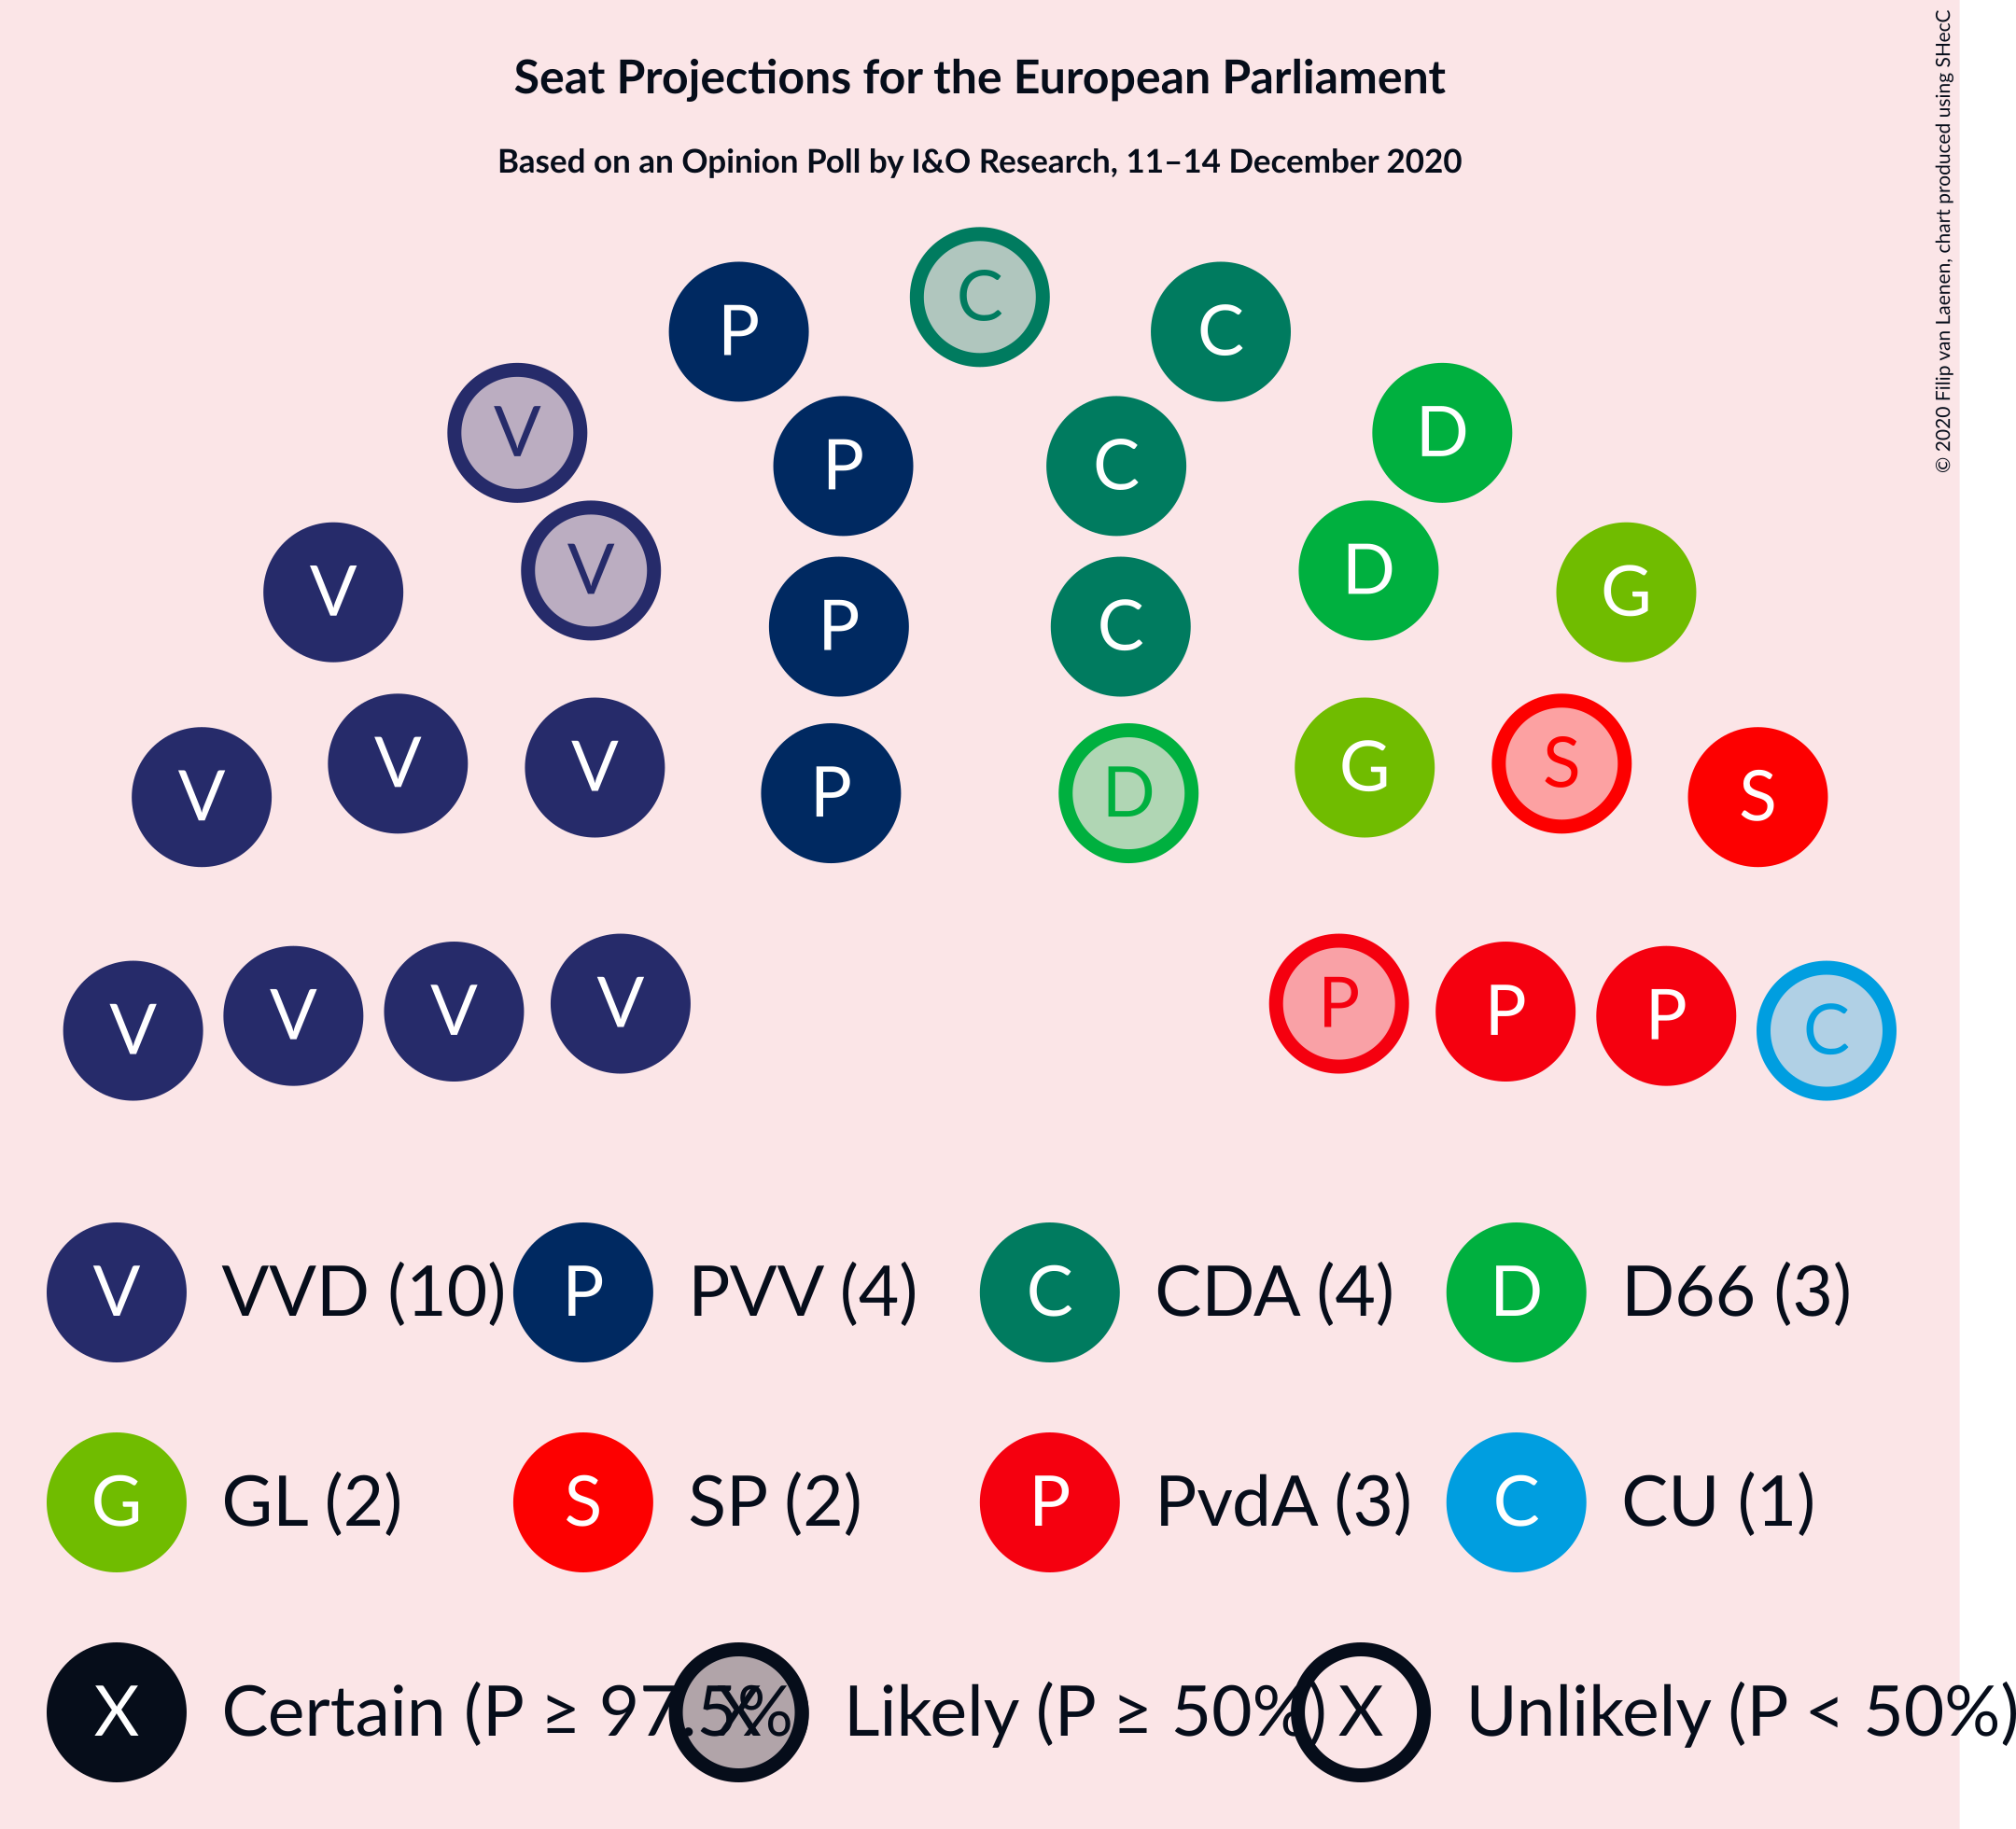 Seat Projections for the European Parliament
Based on an Opinion Poll by I&O Research, 11–14 December 2020
© 2020 Filip van Laenen, chart produced using SHecC
C
P C
V D
P C
V D
V G
P C
V S
V G
P D
V S
V P
V P
V P
V C
V VVD (10) P PVV (4) C CDA (4) D D66 (3)
G GL (2) S SP (2) P PvdA (3) C CU (1)
X Certain (P ≥ 97.5% X Likely (P ≥ 50%) X Unlikely (P < 50%)